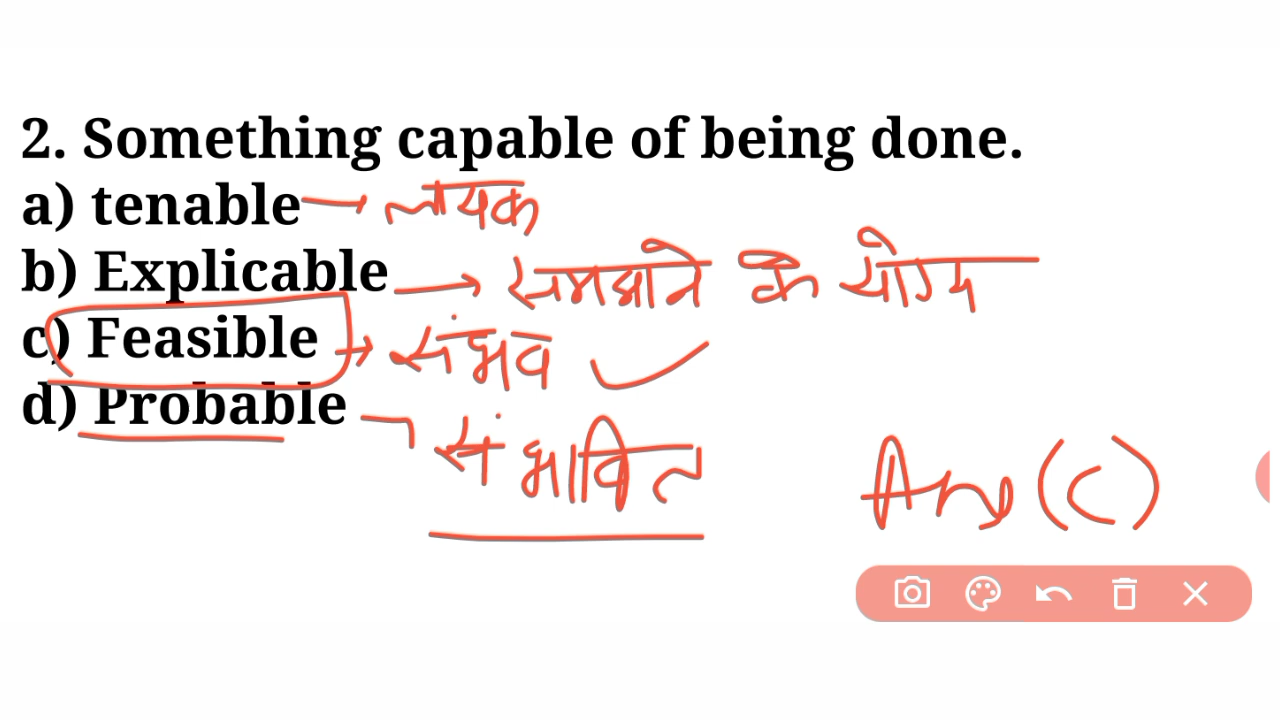 2. Something capable of being done.
a) tenable → लायक
b) Explicable → समझाने के योग्य
c) Feasible → संभव ✓
d) Probable → संभावित
Ans (C)